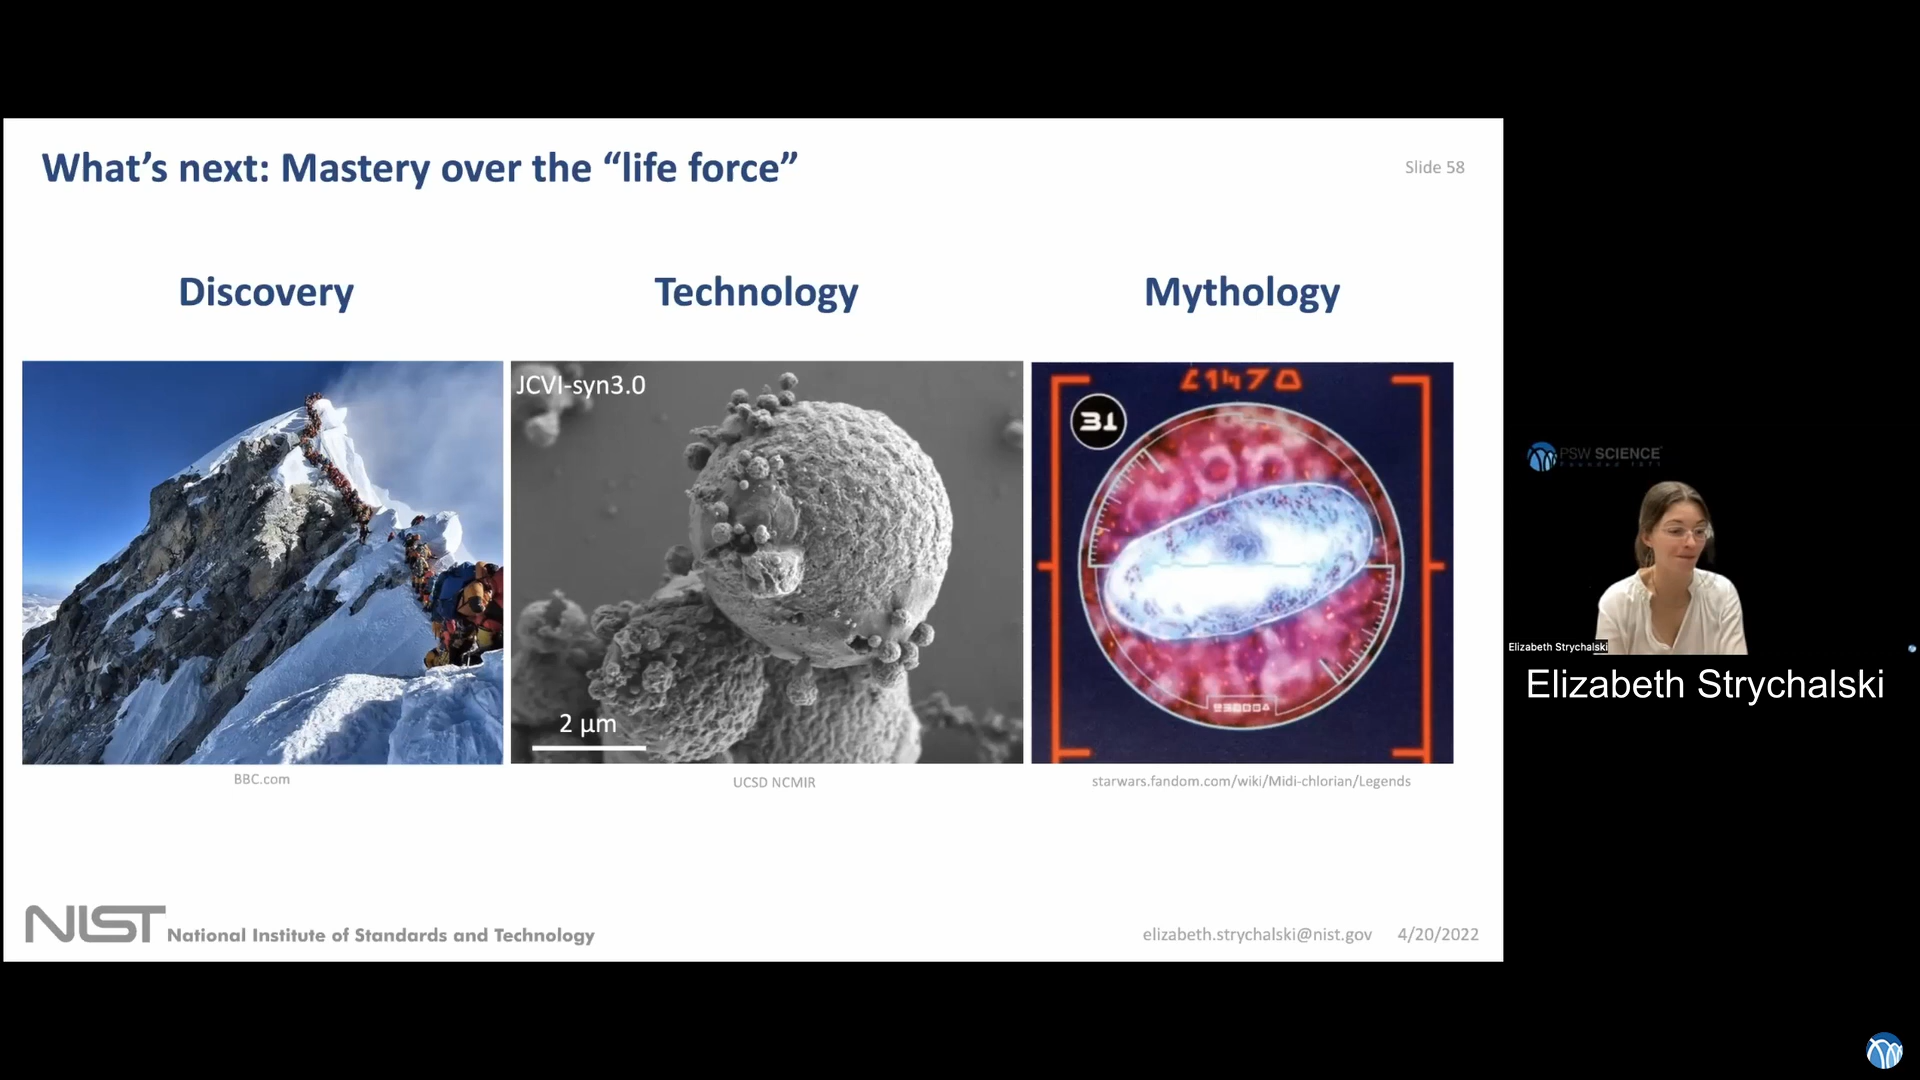 What's next: Mastery over the “life force”
Slide 58
Discovery
Technology
Mythology
JCVI-syn3.0
2 µm
31
BBC.com
UCSD NCMIR
starwars.fandom.com/wiki/Midi-chlorian/Legends
NIST National Institute of Standards and Technology
elizabeth.strychalski@nist.gov
4/20/2022
PSW SCIENCE
Elizabeth Strychalski
Elizabeth Strychalski